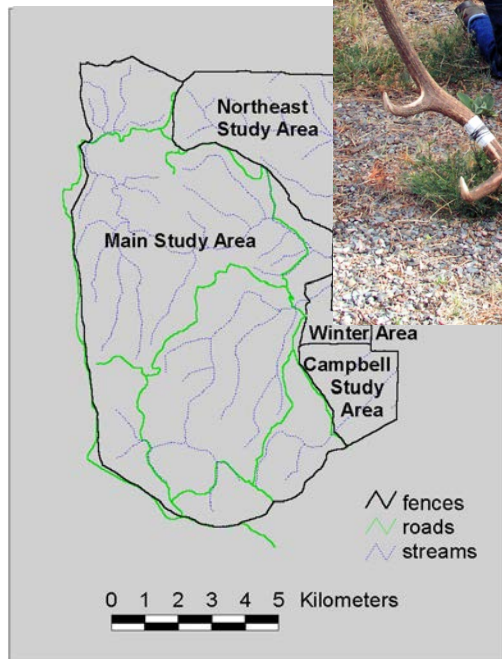 Northeast
Study Area
Main Study Area
Winter Area
Campbell
Study
Area
fences
roads
streams
0 1 2 3 4 5 Kilometers